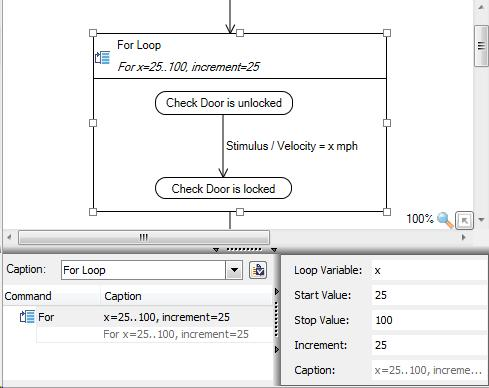 For Loop
For x=25..100, increment=25
Check Door is unlocked
Stimulus / Velocity = x mph
Check Door is locked
100%
Caption: For Loop
Command Caption
For x=25..100, increment=25
For x=25..100, increment=25
Loop Variable: x
Start Value: 25
Stop Value: 100
Increment: 25
Caption: x=25..100, increme...